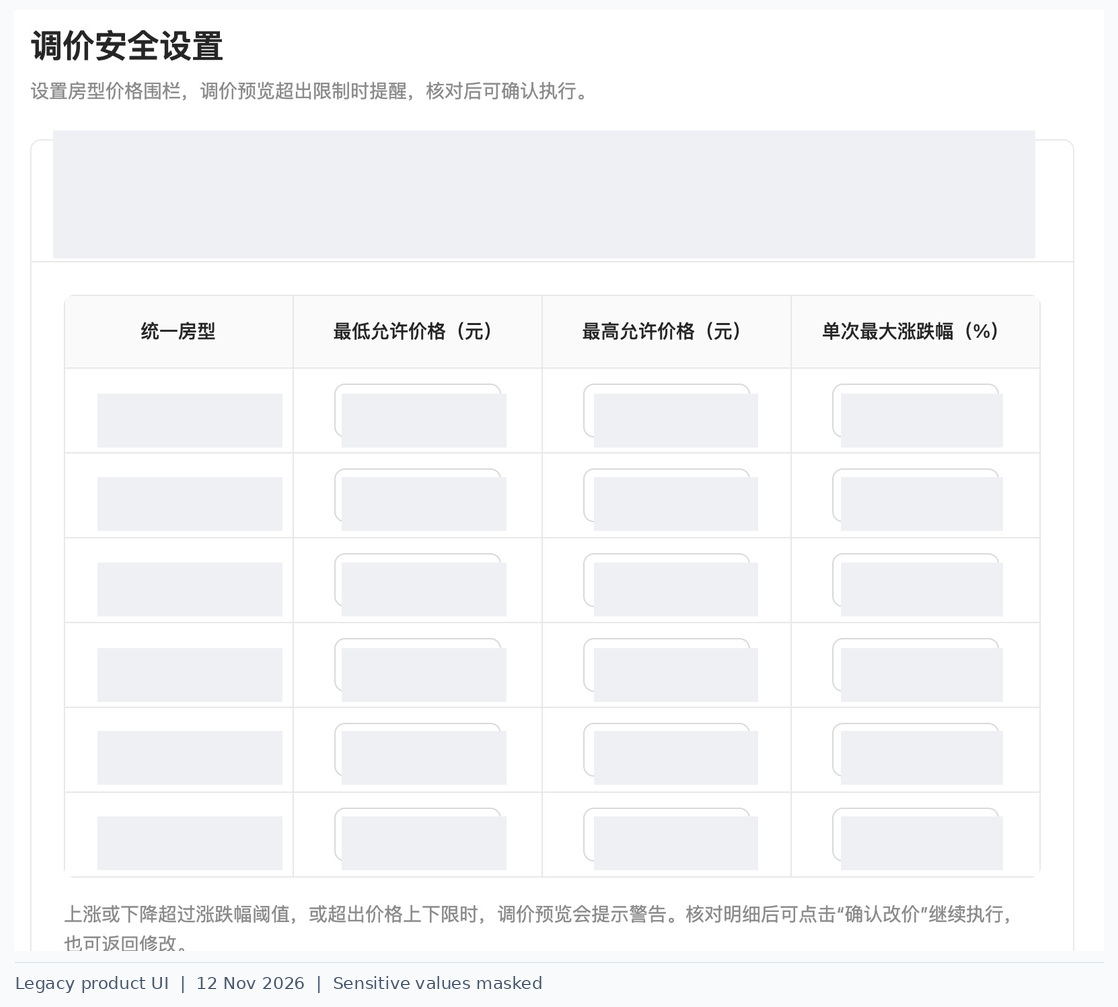 调价安全设置
设置房型价格围栏，调价预览超出限制时提醒，核对后可确认执行。
统一房型 最低允许价格（元） 最高允许价格（元） 单次最大涨跌幅（%）
上涨或下降超过涨跌幅阈值，或超出价格上下限时，调价预览会提示警告。核对明细后可点击“确认改价”继续执行，
也可返回修改。
Legacy product UI | 12 Nov 2026 | Sensitive values masked